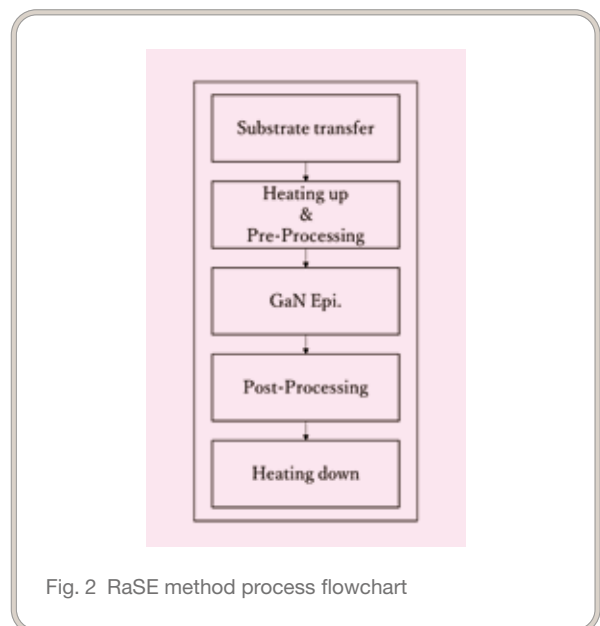 Substrate transfer
Heating up
&
Pre-Processing
GaN Epi.
Post-Processing
Heating down
Fig. 2 RaSE method process flowchart